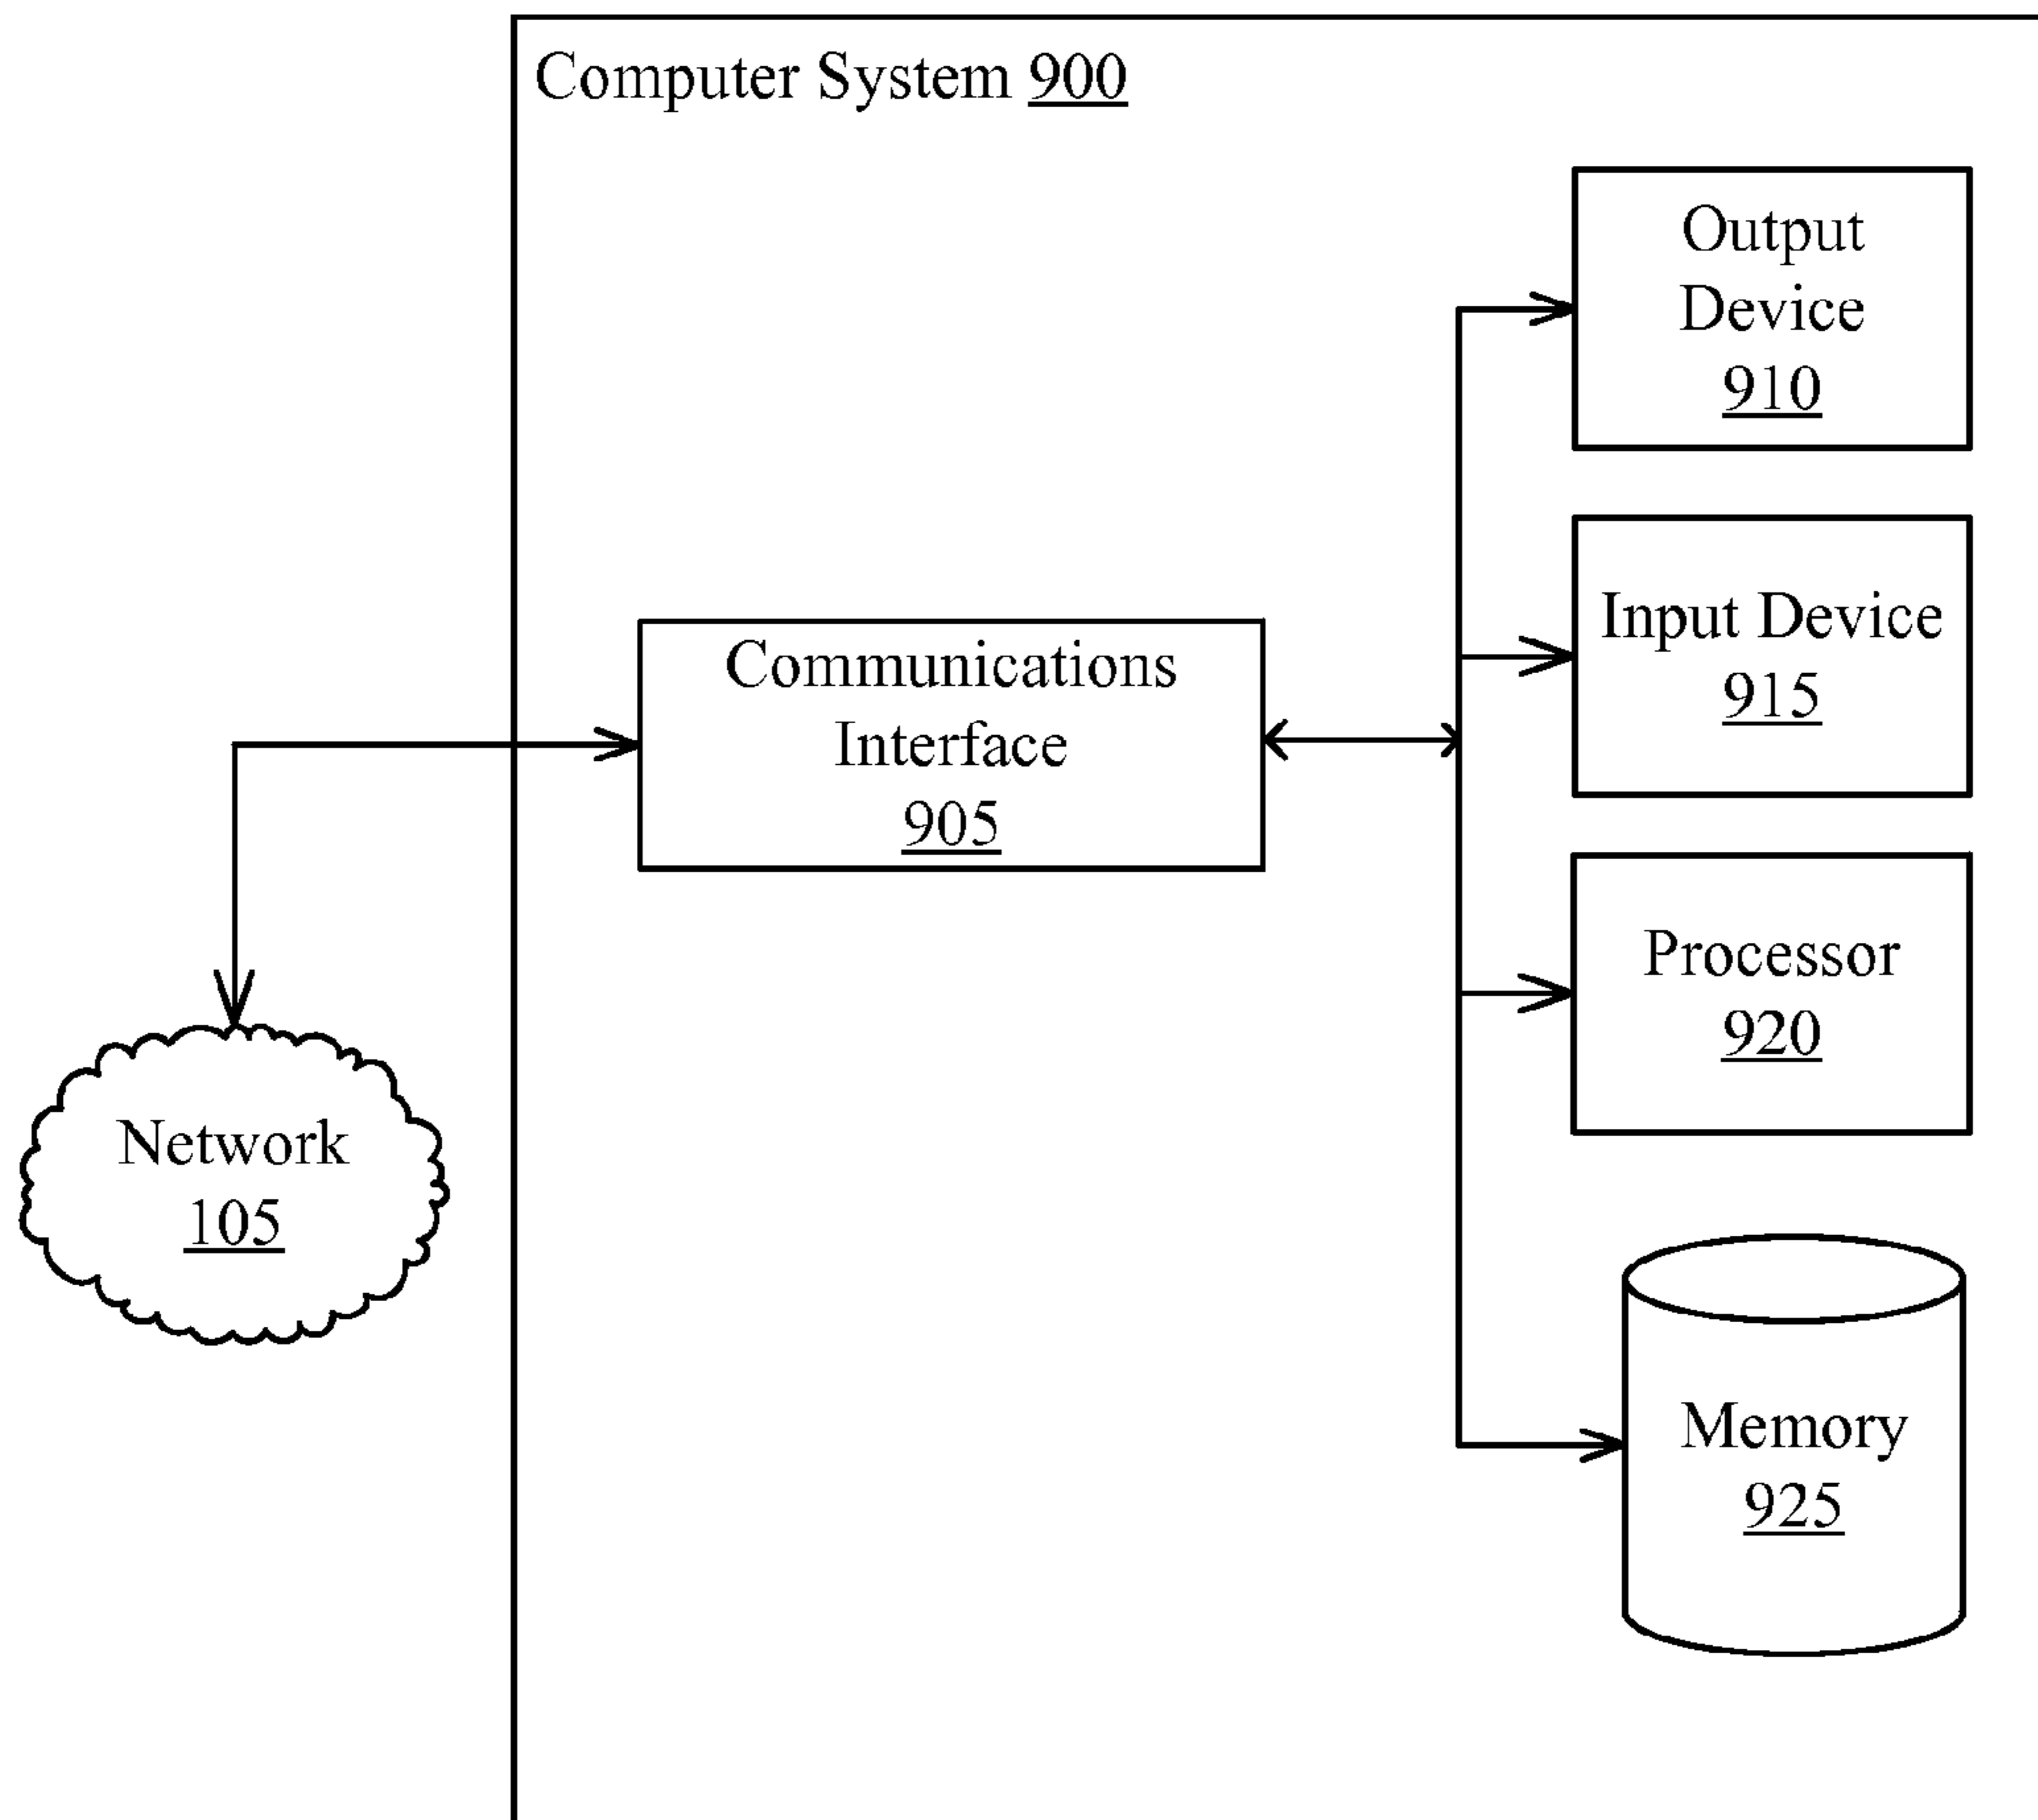 Computer System 900
Output
Device
910
Input Device
915
Communications
Interface
905
Processor
920
Network
105
Memory
925